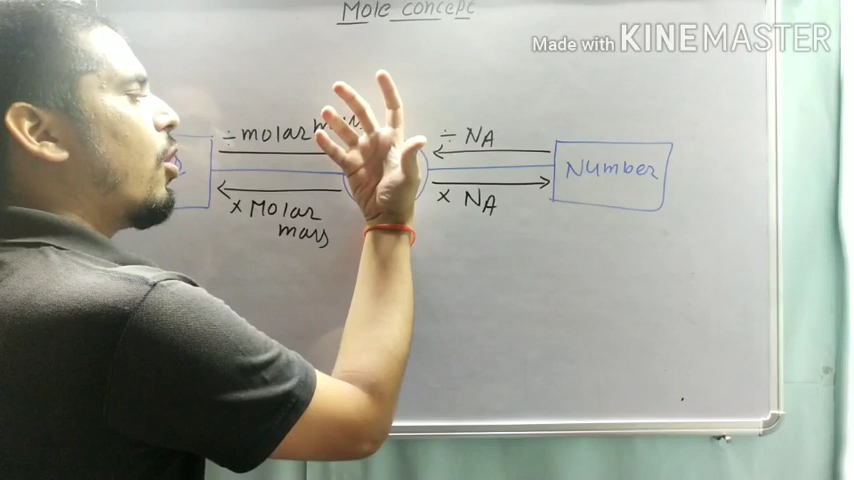 Mole concept
Made with KINEMASTER
÷ molar
÷ NA
Number
× Molar
mass
× NA